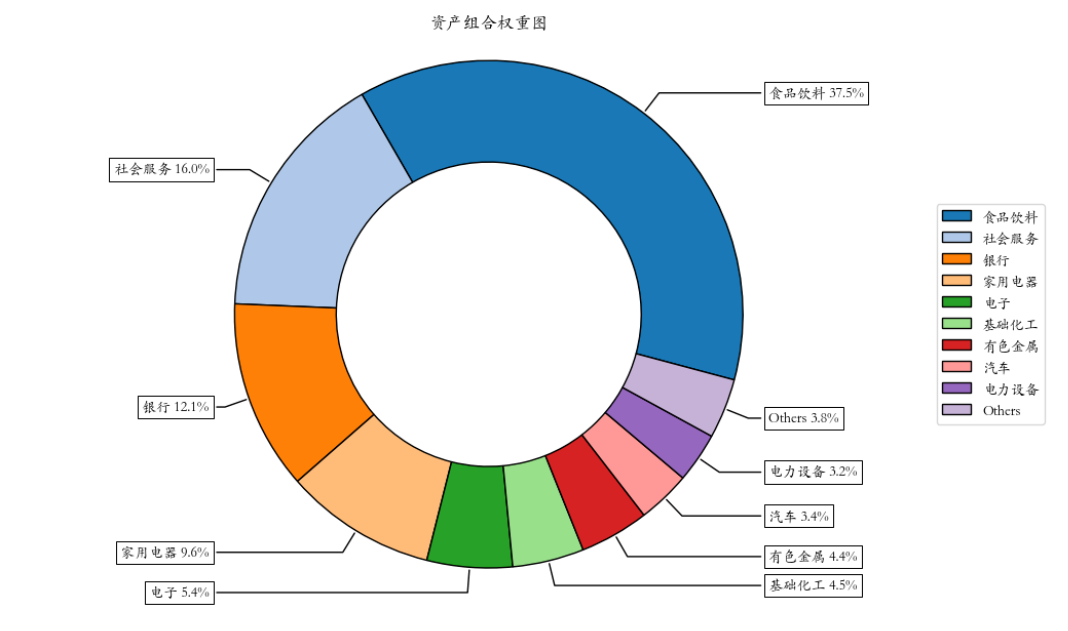 资产组合权重图
食品饮料 37.5%
社会服务 16.0%
银行 12.1%
家用电器 9.6%
电子 5.4%
基础化工 4.5%
有色金属 4.4%
汽车 3.4%
电力设备 3.2%
Others 3.8%
食品饮料
社会服务
银行
家用电器
电子
基础化工
有色金属
汽车
电力设备
Others